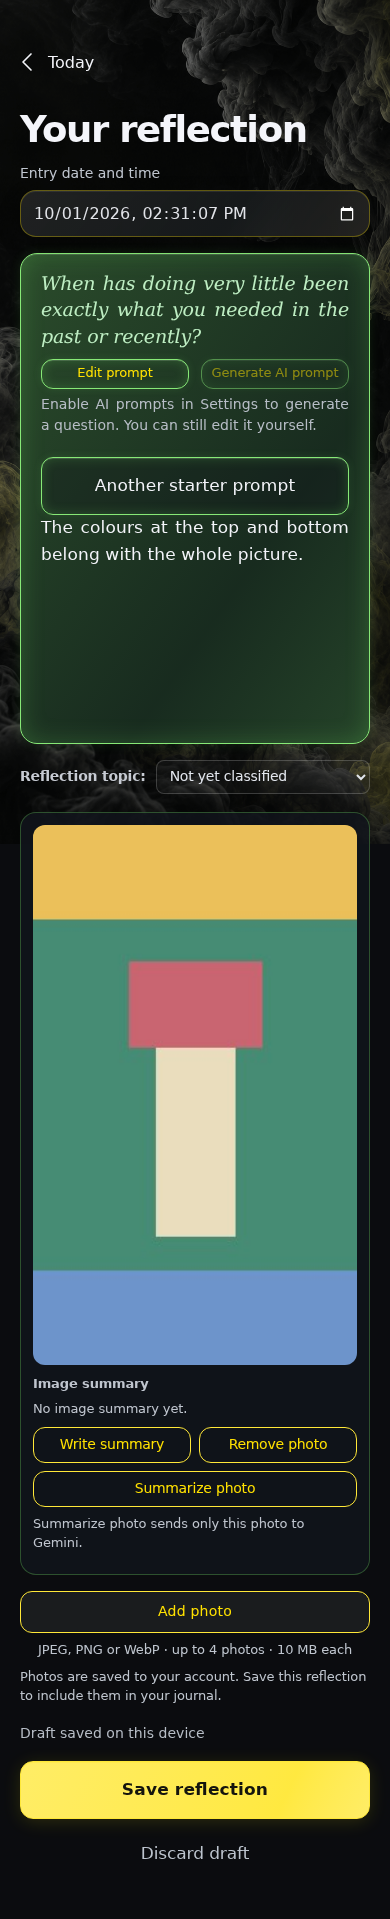 Today
Your reflection
Entry date and time
10/01/2026, 02:31:07 PM
When has doing very little been
exactly what you needed in the
past or recently?
Edit prompt
Generate AI prompt
Enable AI prompts in Settings to generate
a question. You can still edit it yourself.
Another starter prompt
The colours at the top and bottom
belong with the whole picture.
Reflection topic: Not yet classified
Image summary
No image summary yet.
Write summary
Remove photo
Summarize photo
Summarize photo sends only this photo to
Gemini.
Add photo
JPEG, PNG or WebP · up to 4 photos · 10 MB each
Photos are saved to your account. Save this reflection
to include them in your journal.
Draft saved on this device
Save reflection
Discard draft